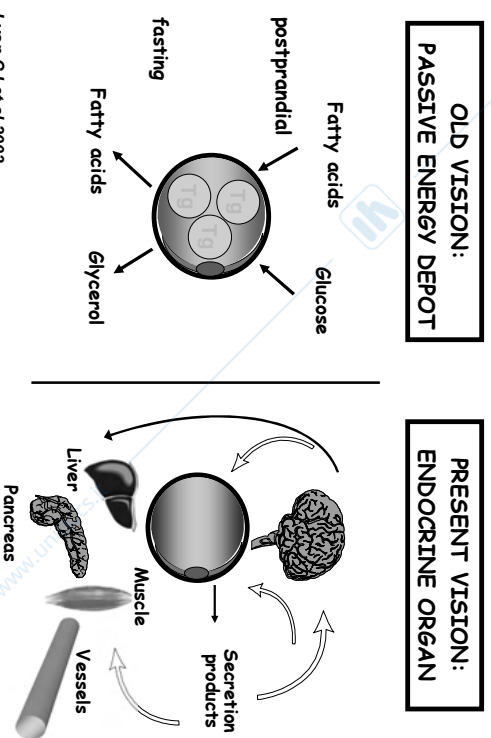 OLD VISION:
PASSIVE ENERGY DEPOT
postprandial
Fatty acids
Glucose
Tg
Tg
Tg
fasting
Fatty acids
Glycerol
PRESENT VISION:
ENDOCRINE ORGAN
Secretion
products
Liver
Muscle
Pancreas
Vessels